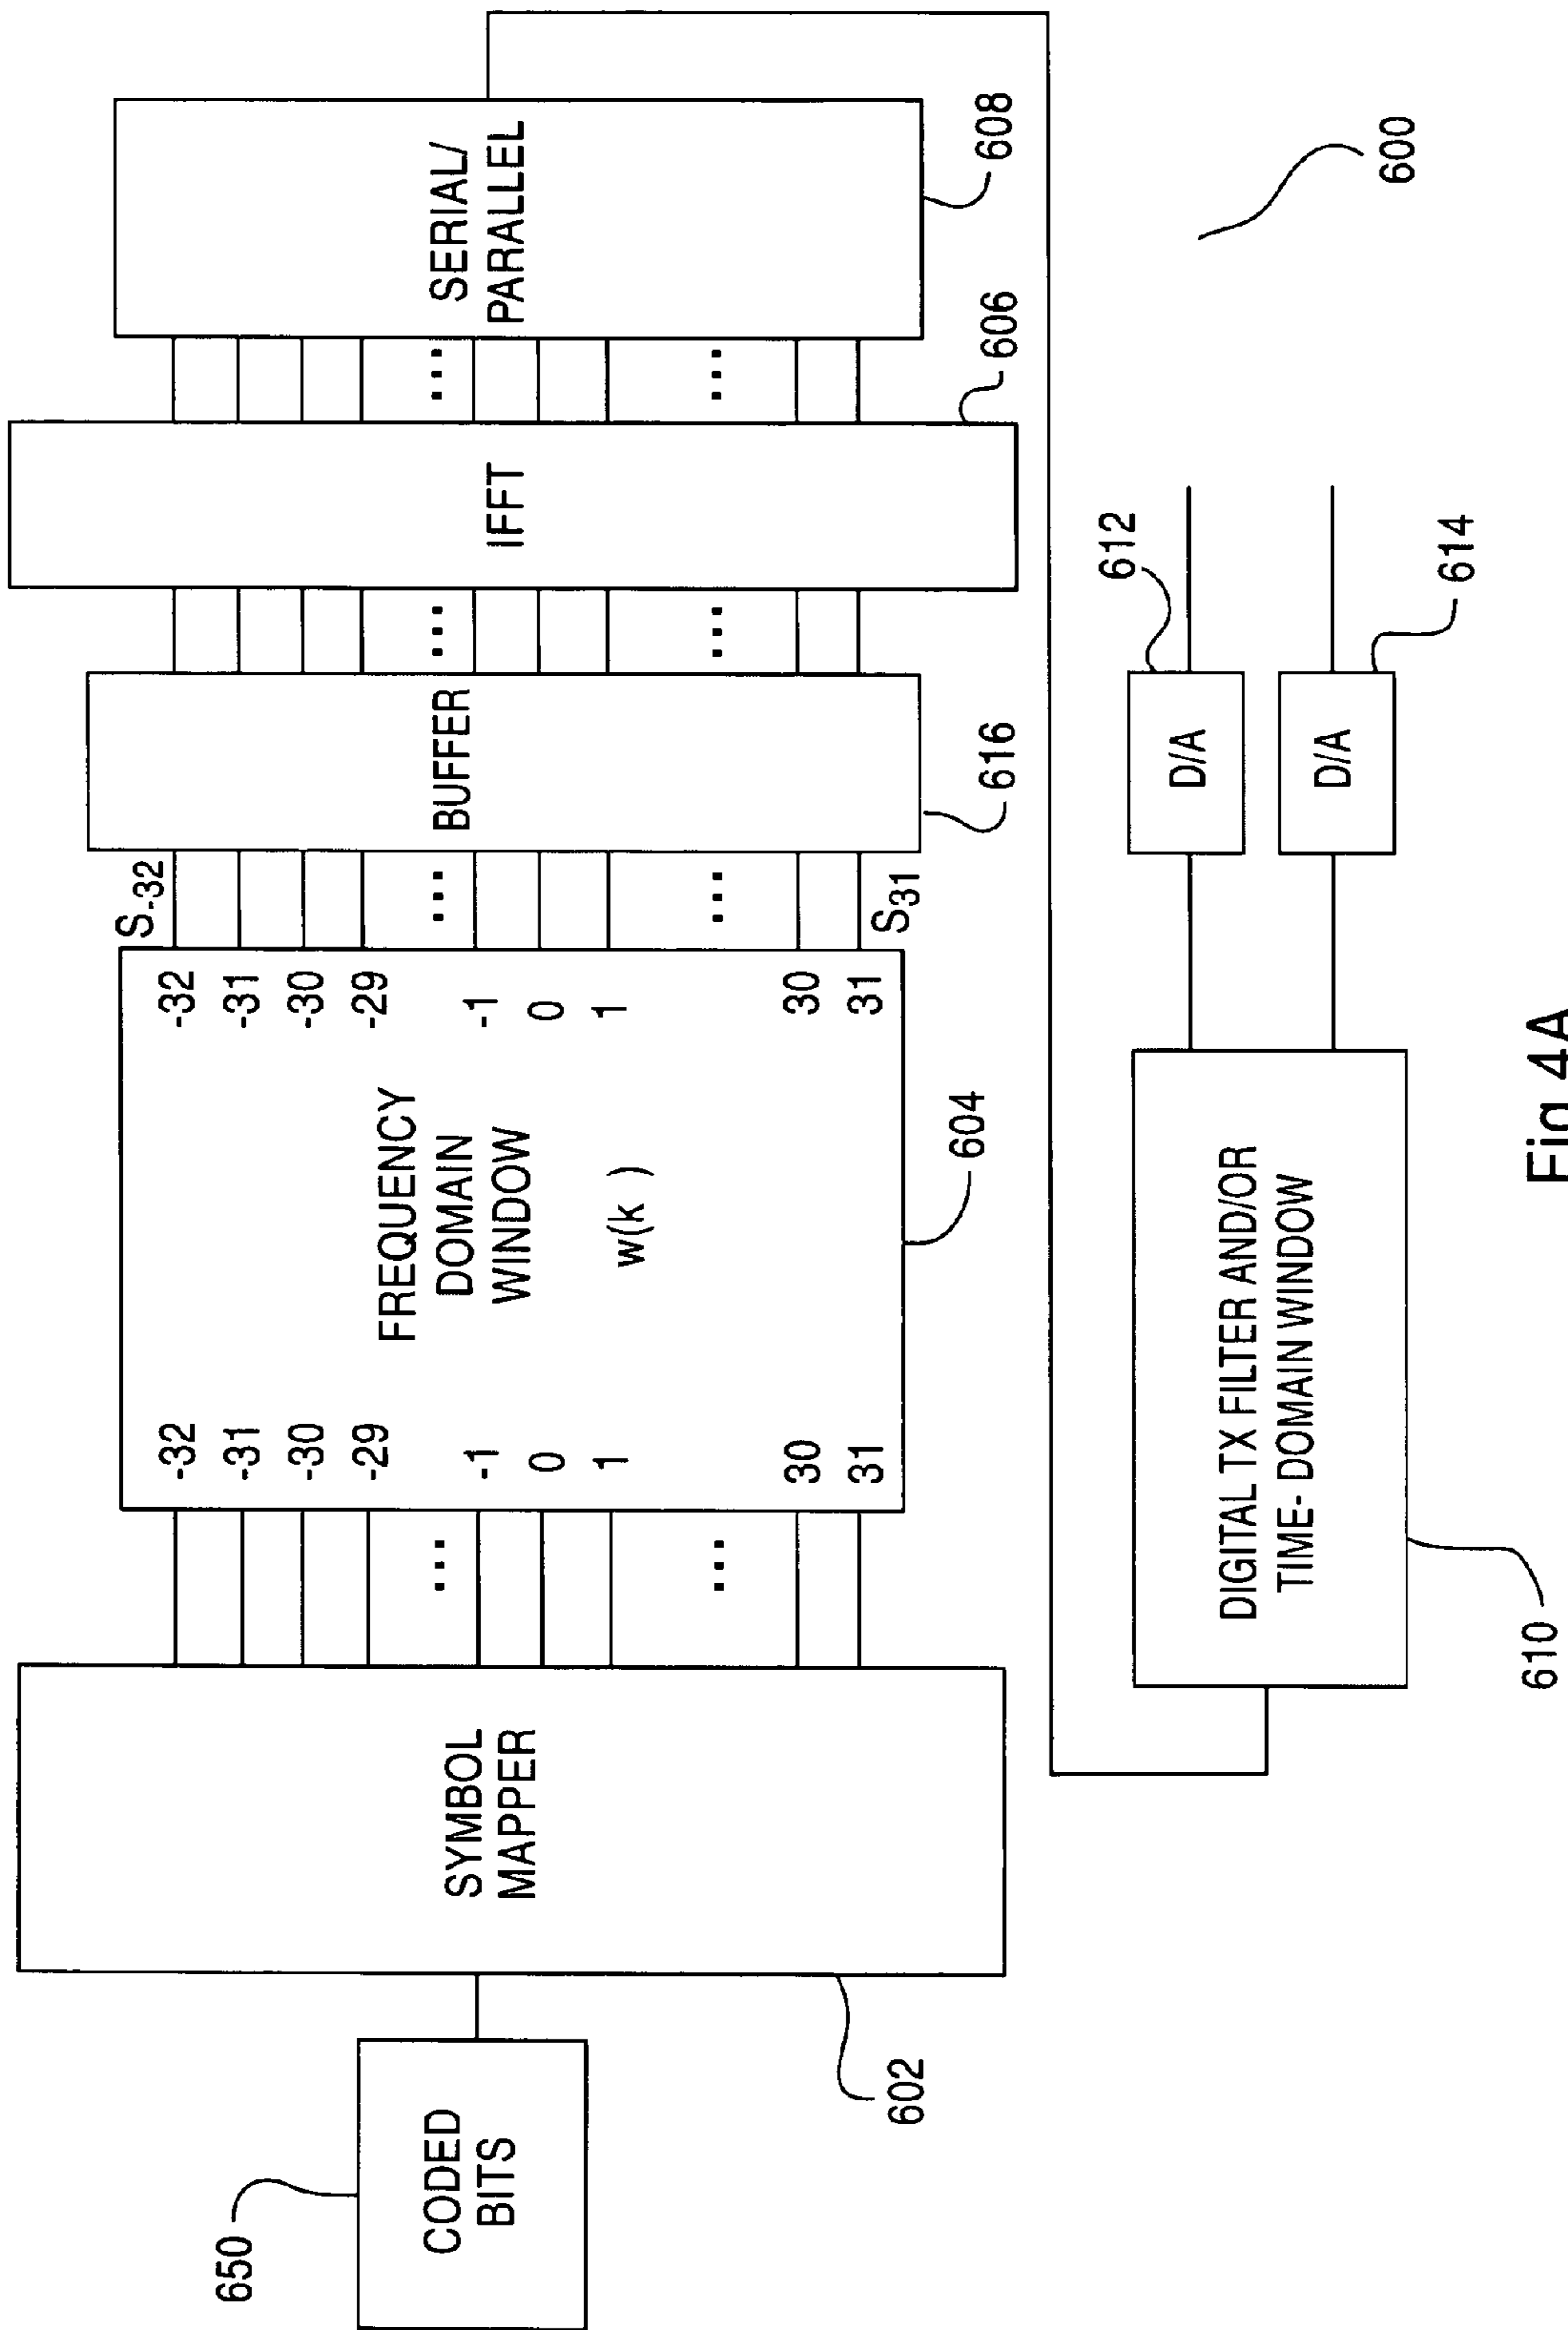 650
CODED
BITS
602
SYMBOL
MAPPER
...
...
-32
-31
-30
-29
-1
0
1
30
31
FREQUENCY
DOMAIN
WINDOW
w(k )
604
-32
-31
-30
-29
-1
0
1
30
31
S-32
...
...
S31
BUFFER
616
...
...
IFFT
606
...
...
SERIAL/
PARALLEL
608
610
DIGITAL TX FILTER AND/OR
TIME- DOMAIN WINDOW
D/A
612
D/A
614
600
Fig 4A